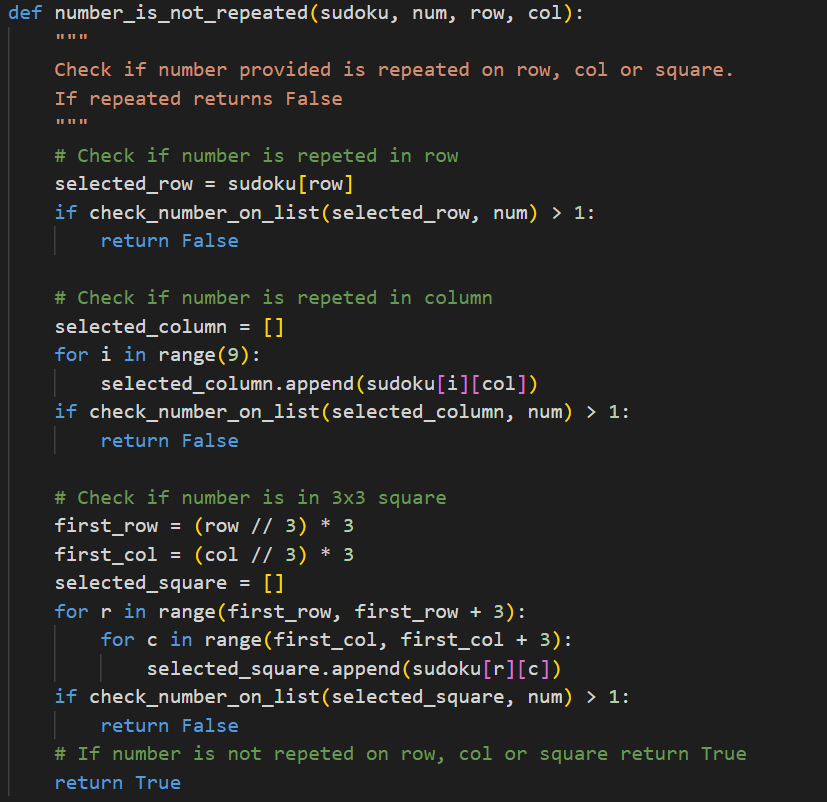 def number_is_not_repeated(sudoku, num, row, col):
    """
    Check if number provided is repeated on row, col or square.
    If repeated returns False
    """
    # Check if number is repeted in row
    selected_row = sudoku[row]
    if check_number_on_list(selected_row, num) > 1:
        return False

    # Check if number is repeted in column
    selected_column = []
    for i in range(9):
        selected_column.append(sudoku[i][col])
    if check_number_on_list(selected_column, num) > 1:
        return False

    # Check if number is in 3x3 square
    first_row = (row // 3) * 3
    first_col = (col // 3) * 3
    selected_square = []
    for r in range(first_row, first_row + 3):
        for c in range(first_col, first_col + 3):
            selected_square.append(sudoku[r][c])
    if check_number_on_list(selected_square, num) > 1:
        return False
    # If number is not repeted on row, col or square return True
    return True